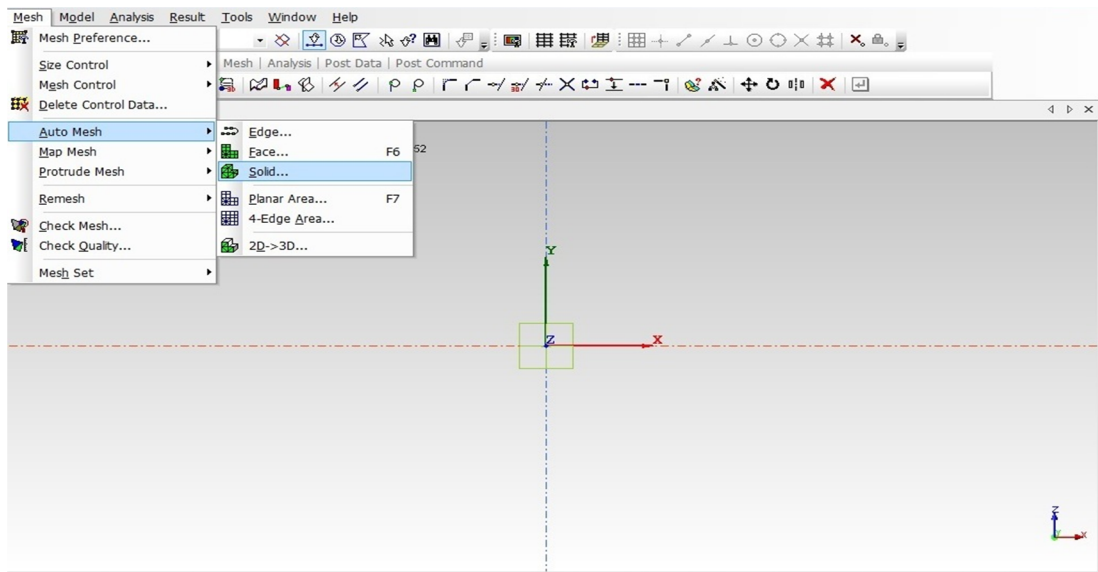 Mesh Model Analysis Result Tools Window Help
Mesh Preference...
Size Control
Mesh | Analysis | Post Data | Post Command
Mesh Control
Delete Control Data...
Auto Mesh
Edge...
Map Mesh
Face... F6
52
Protrude Mesh
Solid...
Remesh
Planar Area... F7
4-Edge Area...
Check Mesh...
Check Quality...
2D->3D...
Mesh Set
Y
Z
X
Z
X